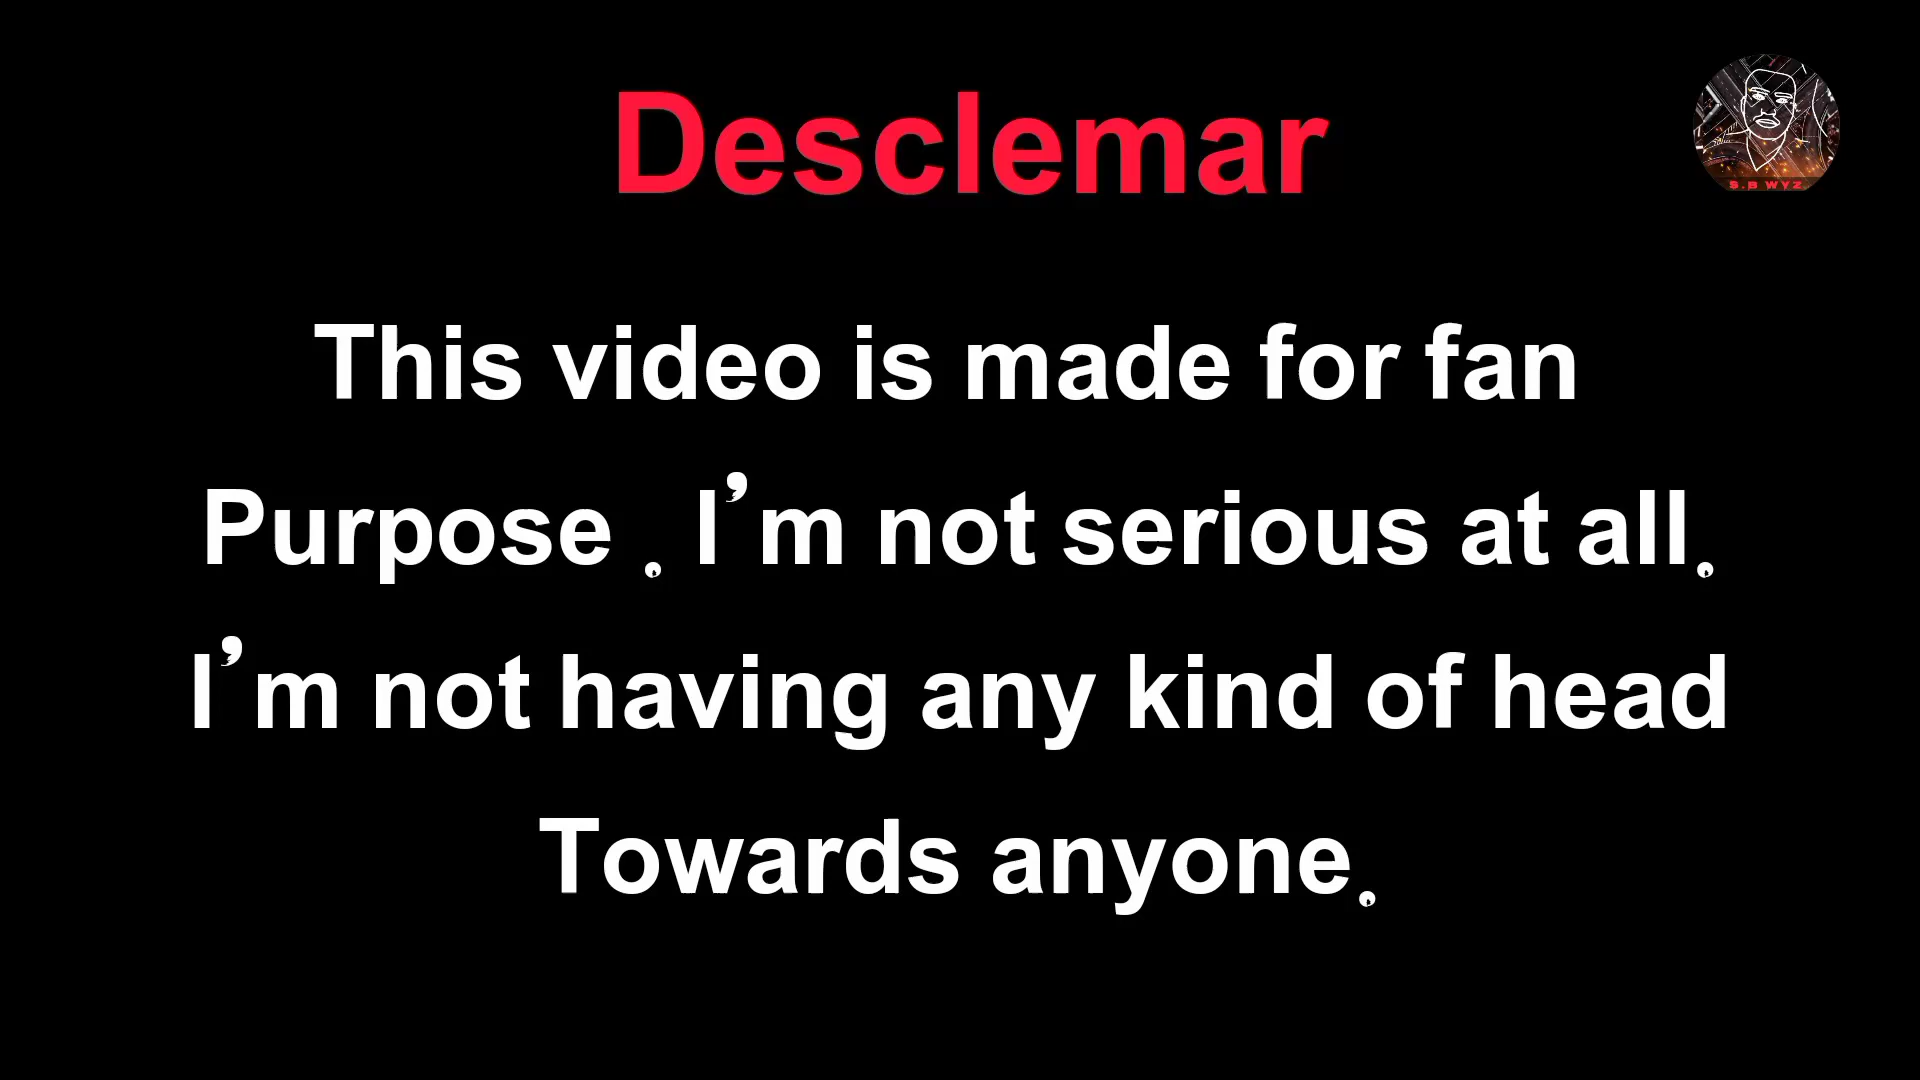 Desclemar
S.B WYZ
This video is made for fan
Purpose . I’m not serious at all.
I’m not having any kind of head
Towards anyone.